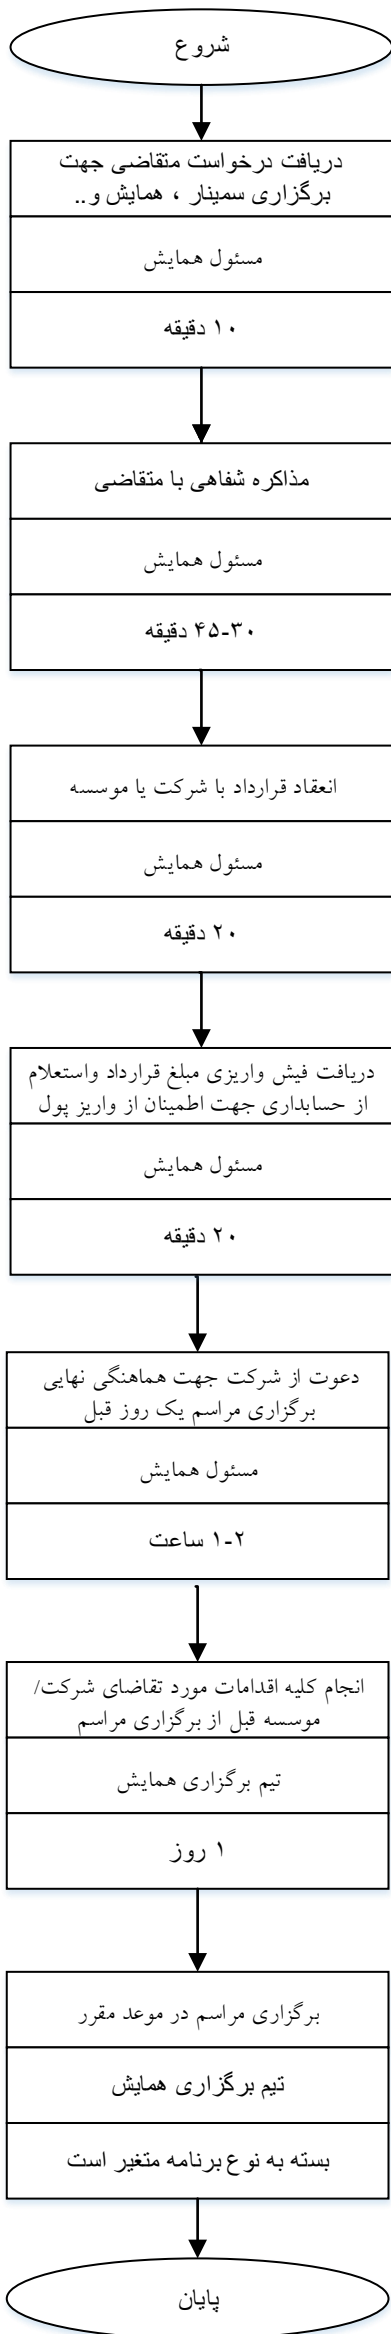 شروع
دریافت درخواست متقاضی جهت
برگزاری سمینار ، همایش و..
مسئول همایش
۱۰ دقیقه
مذاکره شفاهی با متقاضی
مسئول همایش
۴۵-۳۰ دقیقه
انعقاد قرارداد با شرکت یا موسسه
مسئول همایش
۲۰ دقیقه
دریافت فیش واریزی مبلغ قرارداد واستعلام
از حسابداری جهت اطمینان از واریز پول
مسئول همایش
۲۰ دقیقه
دعوت از شرکت جهت هماهنگی نهایی
برگزاری مراسم یک روز قبل
مسئول همایش
۱-۲ ساعت
انجام کلیه اقدامات مورد تقاضای شرکت/
موسسه قبل از برگزاری مراسم
تیم برگزاری همایش
۱ روز
برگزاری مراسم در موعد مقرر
تیم برگزاری همایش
بسته به نوع برنامه متغیر است
پایان